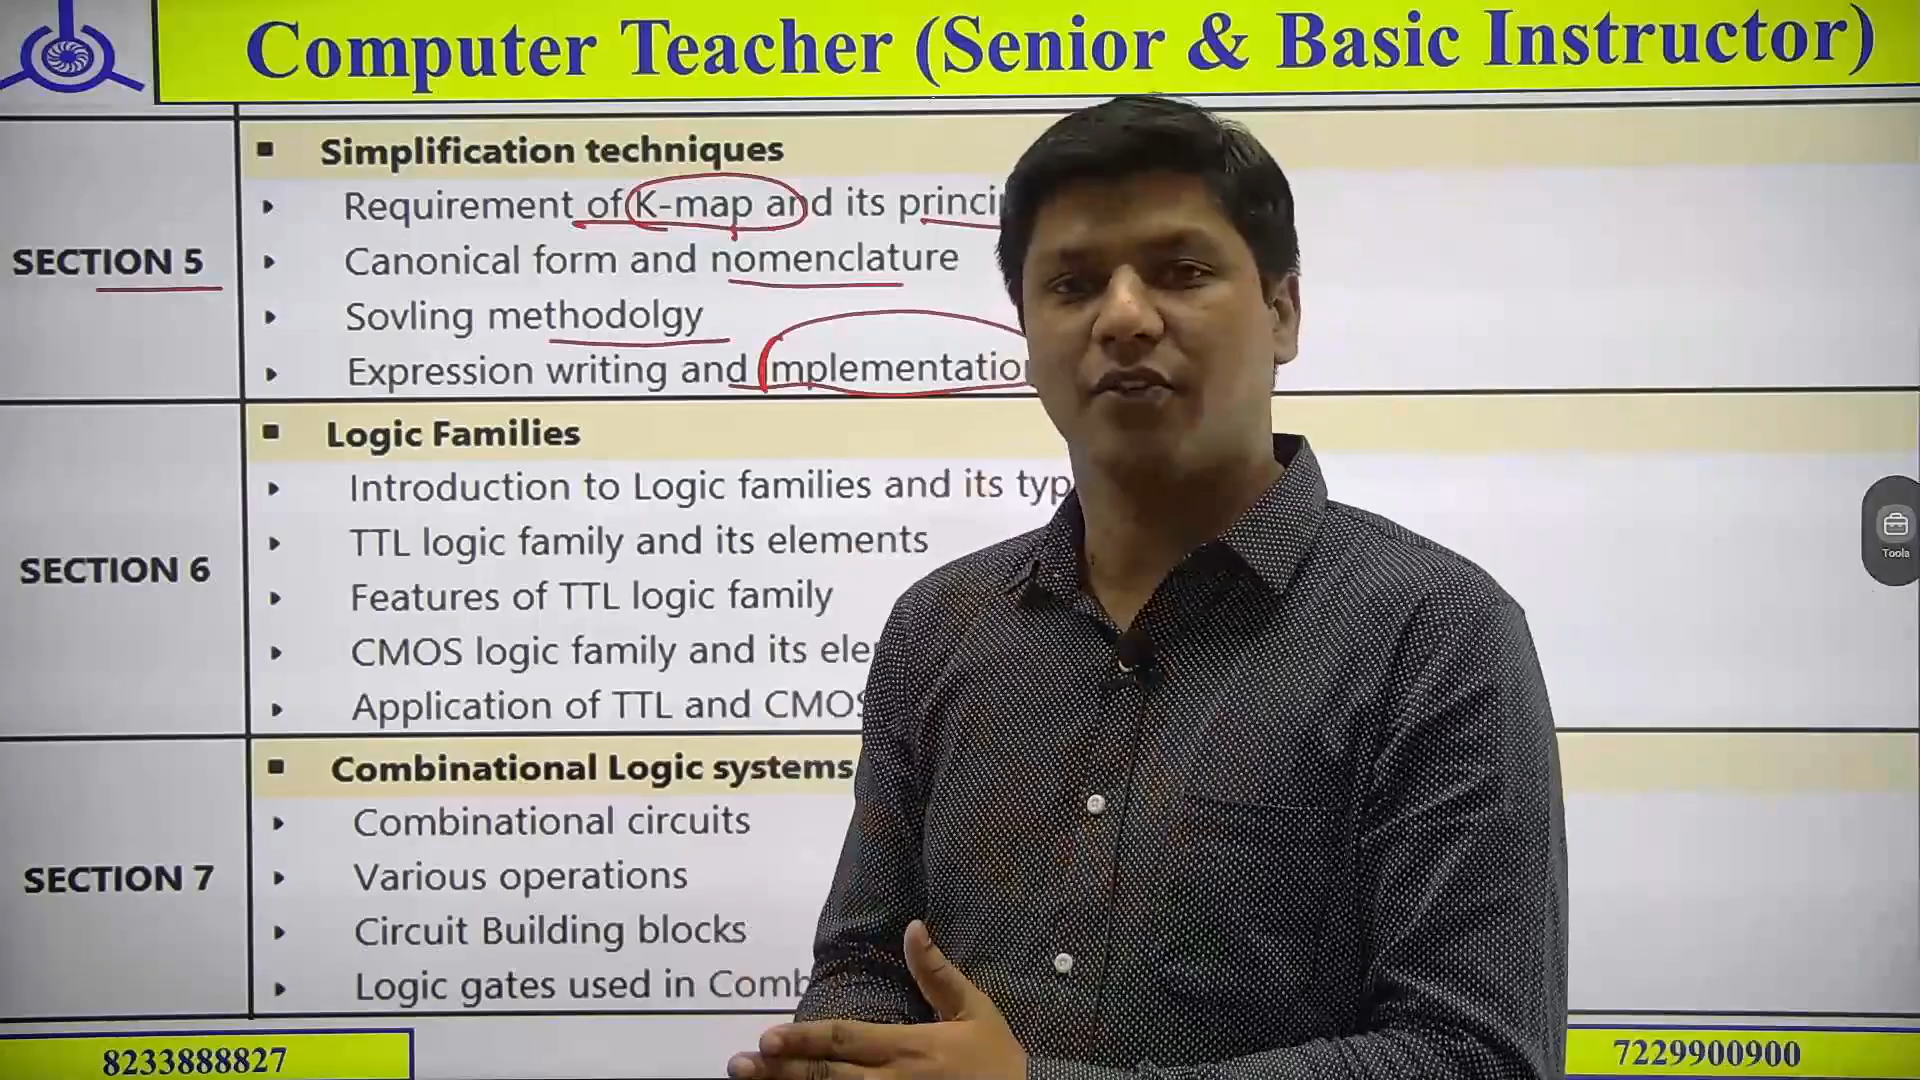 Computer Teacher (Senior & Basic Instructor)
SECTION 5
Simplification techniques
Requirement of K-map and its princi
Canonical form and nomenclature
Sovling methodolgy
Expression writing and implementatio
SECTION 6
Logic Families
Introduction to Logic families and its typ
TTL logic family and its elements
Features of TTL logic family
CMOS logic family and its ele
Application of TTL and CMOS
SECTION 7
Combinational Logic systems
Combinational circuits
Various operations
Circuit Building blocks
Logic gates used in Comb
Tools
8233888827
7229900900